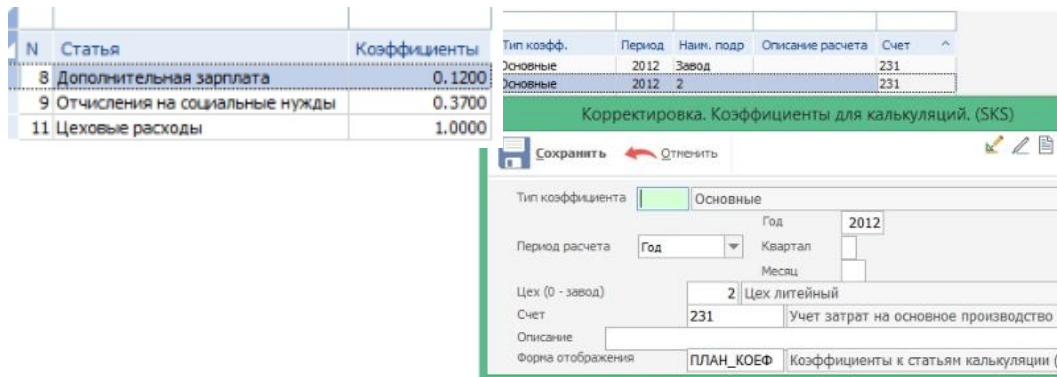 N Статья Коэффициенты
8 Дополнительная зарплата 0.1200
9 Отчисления на социальные нужды 0.3700
11 Цеховые расходы 1.0000
Тип коэфф. Период Наим. подр Описание расчета Счет
Основные 2012 Завод 231
Основные 2012 2 231
Корректировка. Коэффициенты для калькуляций. (SKS)
Сохранить Отменить
Тип коэффициента Основные
Год 2012
Период расчета Год Квартал
Месяц
Цех (0 - завод) 2 Цех литейный
Счет 231 Учет затрат на основное производство
Описание
Форма отображения ПЛАН_КОЕФ Коэффициенты к статьям калькуляции (